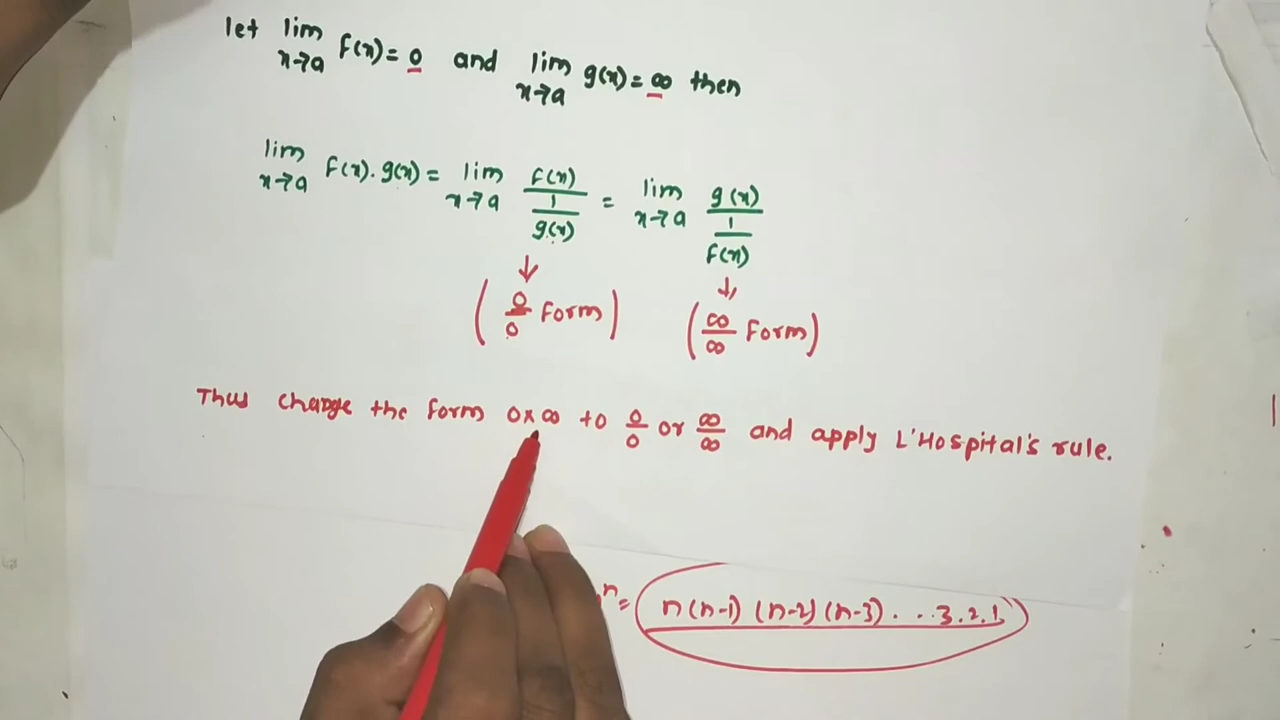 let lim x→a f(x) = 0 and lim x→a g(x) = ∞ then
lim x→a f(x) . g(x) = lim x→a f(x) / (1 / g(x)) = lim x→a g(x) / (1 / f(x))
↓ ↓
(0/0 form) (∞/∞ form)
Thus change the form 0×∞ to 0/0 or ∞/∞ and apply L'Hospital's rule.
n = n(n-1) (n-2) (n-3) . . . 3.2.1